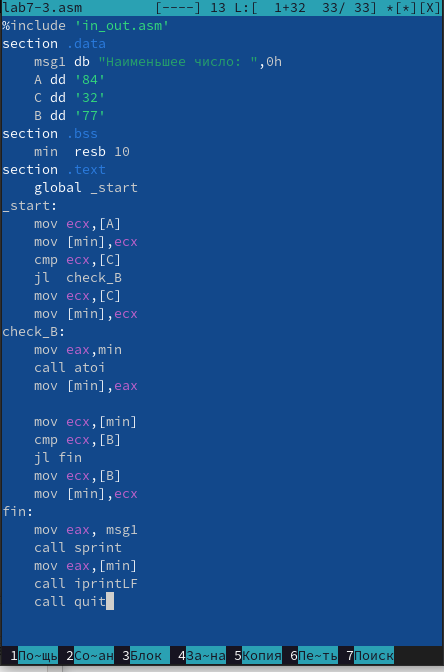 lab7-3.asm [----] 13 L:[ 1+32 33/ 33] *[*][X]
%include 'in_out.asm'
section .data
    msg1 db "Наименьшее число: ",0h
    A dd '84'
    C dd '32'
    B dd '77'
section .bss
    min  resb 10
section .text
    global _start
_start:
    mov ecx,[A]
    mov [min],ecx
    cmp ecx,[C]
    jl  check_B
    mov ecx,[C]
    mov [min],ecx
check_B:
    mov eax,min
    call atoi
    mov [min],eax

    mov ecx,[min]
    cmp ecx,[B]
    jl fin
    mov ecx,[B]
    mov [min],ecx
fin:
    mov eax, msg1
    call sprint
    mov eax,[min]
    call iprintLF
    call quit
1По~щь 2Со~ан 3Блок 4За~на 5Копия 6Пе~ть 7Поиск